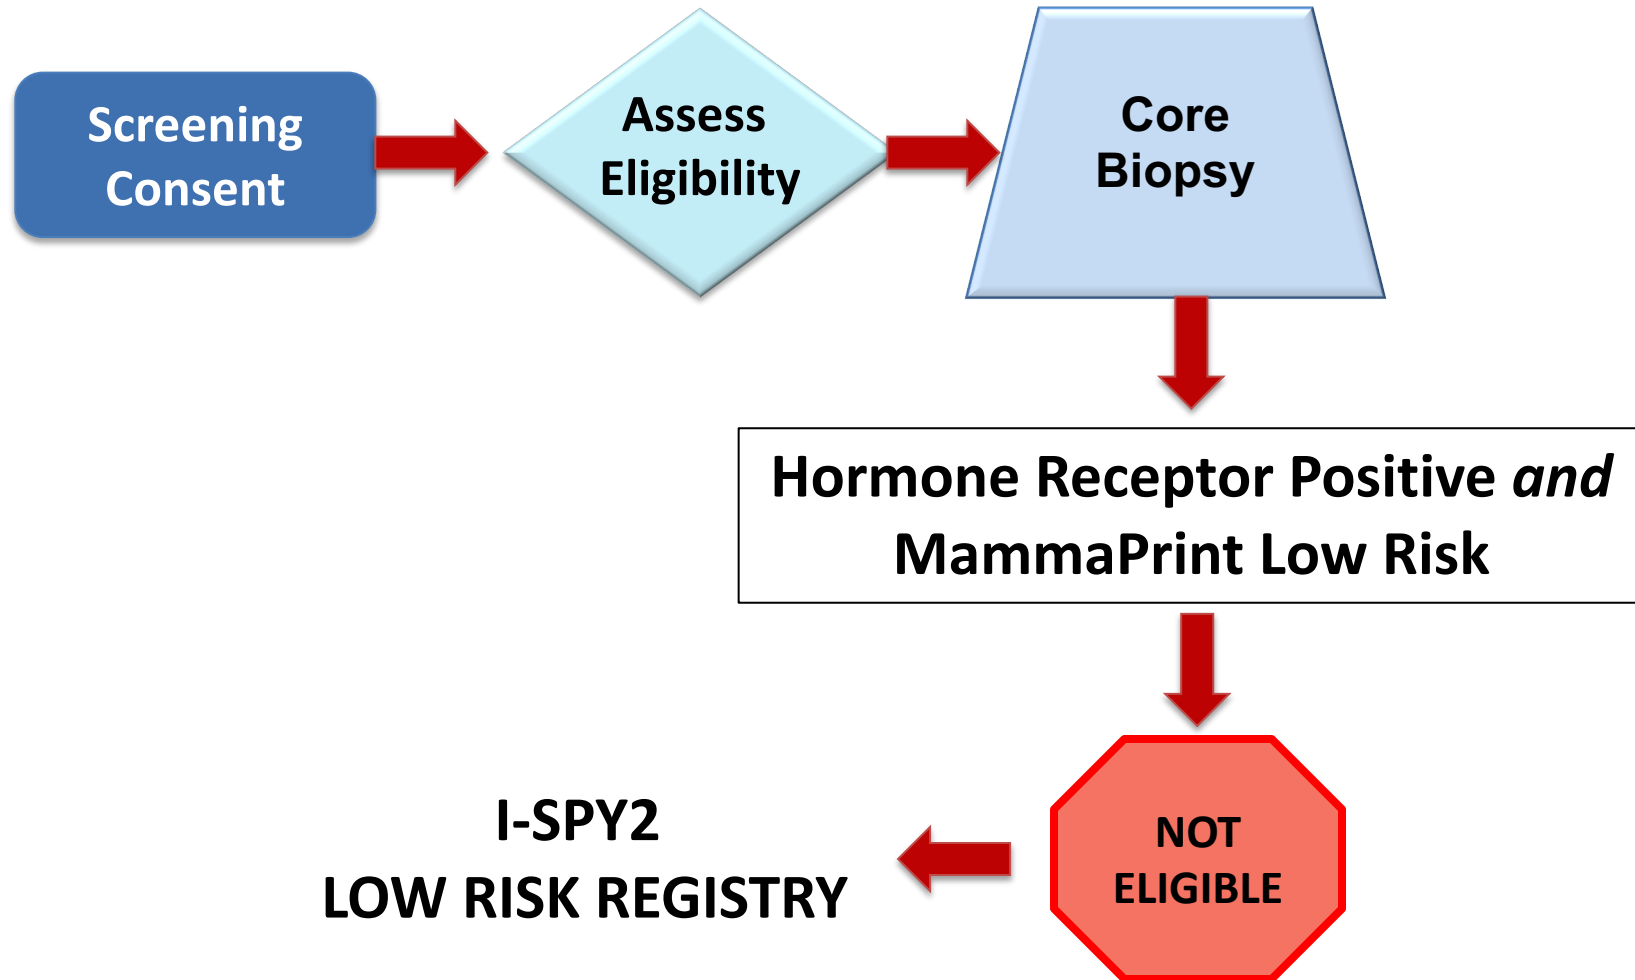 Screening
Consent
Assess
Eligibility
Core
Biopsy
Hormone Receptor Positive and
MammaPrint Low Risk
NOT
ELIGIBLE
I-SPY2
LOW RISK REGISTRY